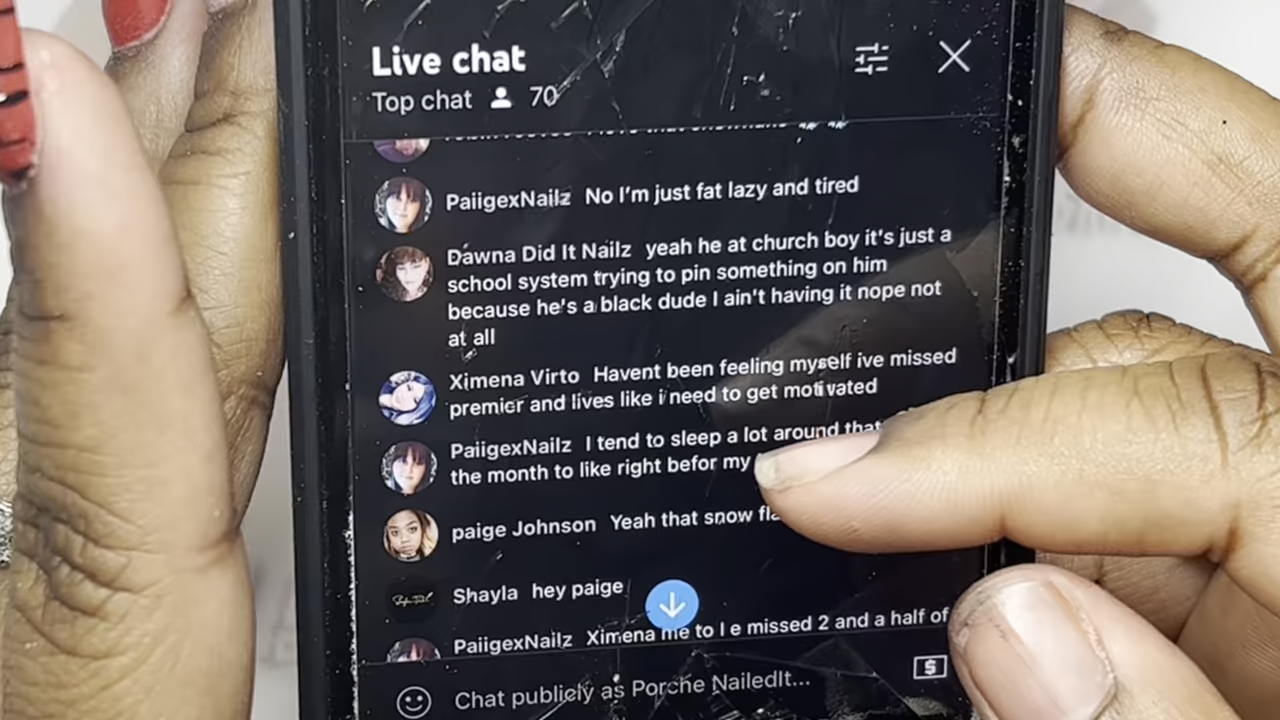 Live chat
Top chat 70
PaiigexNailz No I'm just fat lazy and tired
Dawna Did It Nailz yeah he at church boy it's just a
school system trying to pin something on him
because he's a black dude I ain't having it nope not
at all
Ximena Virto Havent been feeling myself ive missed
premier and lives like i need to get motivated
PaiigexNailz I tend to sleep a lot around that
the month to like right befor my
paige Johnson Yeah that snow
Shayla hey paige
PaiigexNailz Ximena me to I e missed 2 and a half of
Chat publicly as Porche NailedIt...